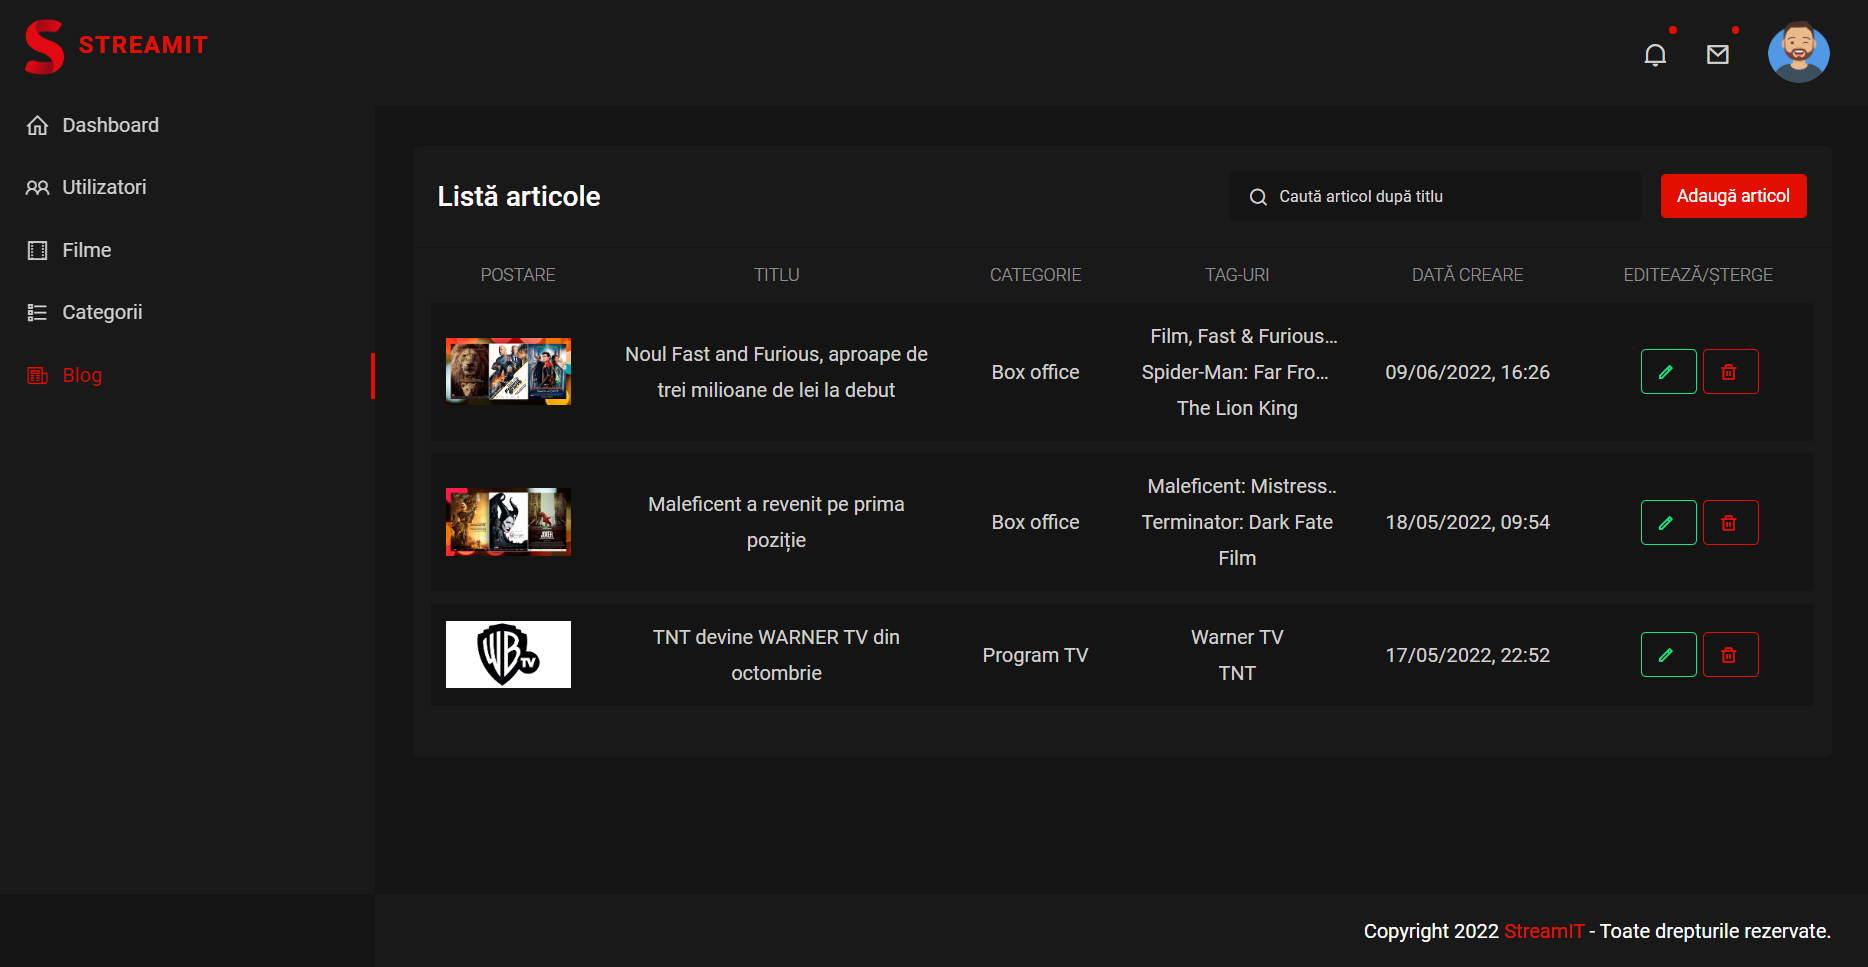 STREAMIT
Dashboard
Utilizatori
Filme
Categorii
Blog
Listă articole
Caută articol după titlu
Adaugă articol
POSTARE TITLU CATEGORIE TAG-URI DATĂ CREARE EDITEAZĂ/ȘTERGE
Noul Fast and Furious, aproape de
trei milioane de lei la debut
Box office
Film, Fast & Furious...
Spider-Man: Far Fro...
The Lion King
09/06/2022, 16:26
Maleficent a revenit pe prima
poziție
Box office
Maleficent: Mistress..
Terminator: Dark Fate
Film
18/05/2022, 09:54
WB
TV
TNT devine WARNER TV din
octombrie
Program TV
Warner TV
TNT
17/05/2022, 22:52
Copyright 2022 StreamIT - Toate drepturile rezervate.